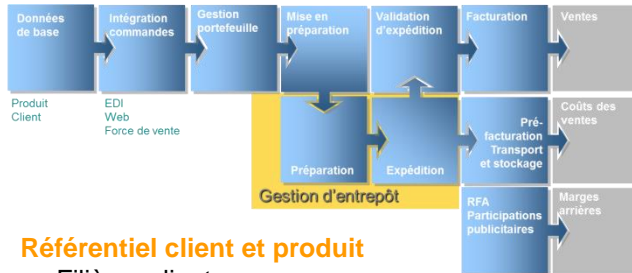 Données
de base
Intégration
commandes
Gestion
portefeuille
Mise en
préparation
Validation
d'expédition
Facturation
Ventes
Produit
Client
EDI
Web
Force de vente
Préparation
Expédition
Pré-
facturation
Transport
et stockage
Coûts des
ventes
Gestion d'entrepôt
RFA
Participations
publicitaires
Marges
arrières
Référentiel client et produit